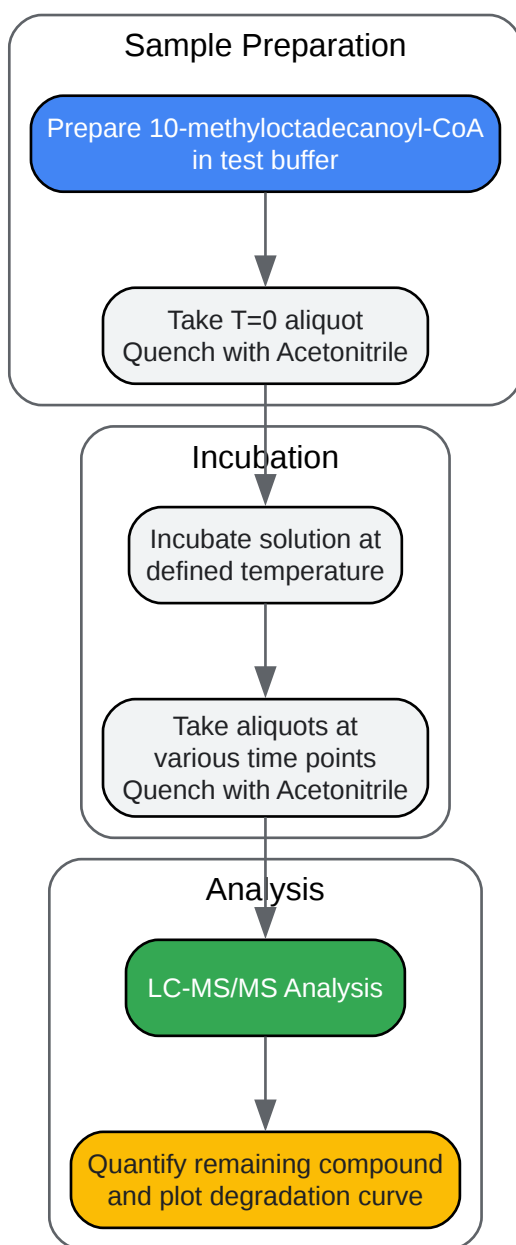 Sample Preparation
Prepare 10-methyloctadecanoyl-CoA
in test buffer
Take T=0 aliquot
Quench with Acetonitrile
Incubation
Incubate solution at
defined temperature
Take aliquots at
various time points
Quench with Acetonitrile
Analysis
LC-MS/MS Analysis
Quantify remaining compound
and plot degradation curve